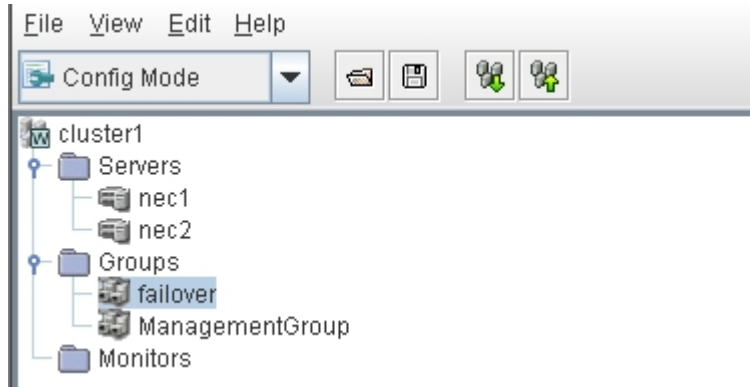 File View Edit Help
Config Mode
cluster1
Servers
nec1
nec2
Groups
failover
ManagementGroup
Monitors